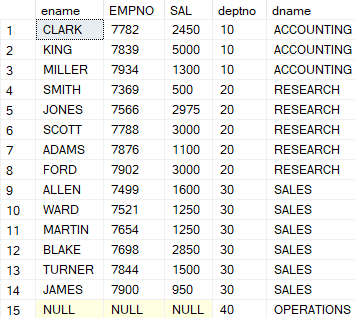 ename EMPNO SAL deptno dname
1 CLARK 7782 2450 10 ACCOUNTING
2 KING 7839 5000 10 ACCOUNTING
3 MILLER 7934 1300 10 ACCOUNTING
4 SMITH 7369 500 20 RESEARCH
5 JONES 7566 2975 20 RESEARCH
6 SCOTT 7788 3000 20 RESEARCH
7 ADAMS 7876 1100 20 RESEARCH
8 FORD 7902 3000 20 RESEARCH
9 ALLEN 7499 1600 30 SALES
10 WARD 7521 1250 30 SALES
11 MARTIN 7654 1250 30 SALES
12 BLAKE 7698 2850 30 SALES
13 TURNER 7844 1500 30 SALES
14 JAMES 7900 950 30 SALES
15 NULL NULL NULL 40 OPERATIONS